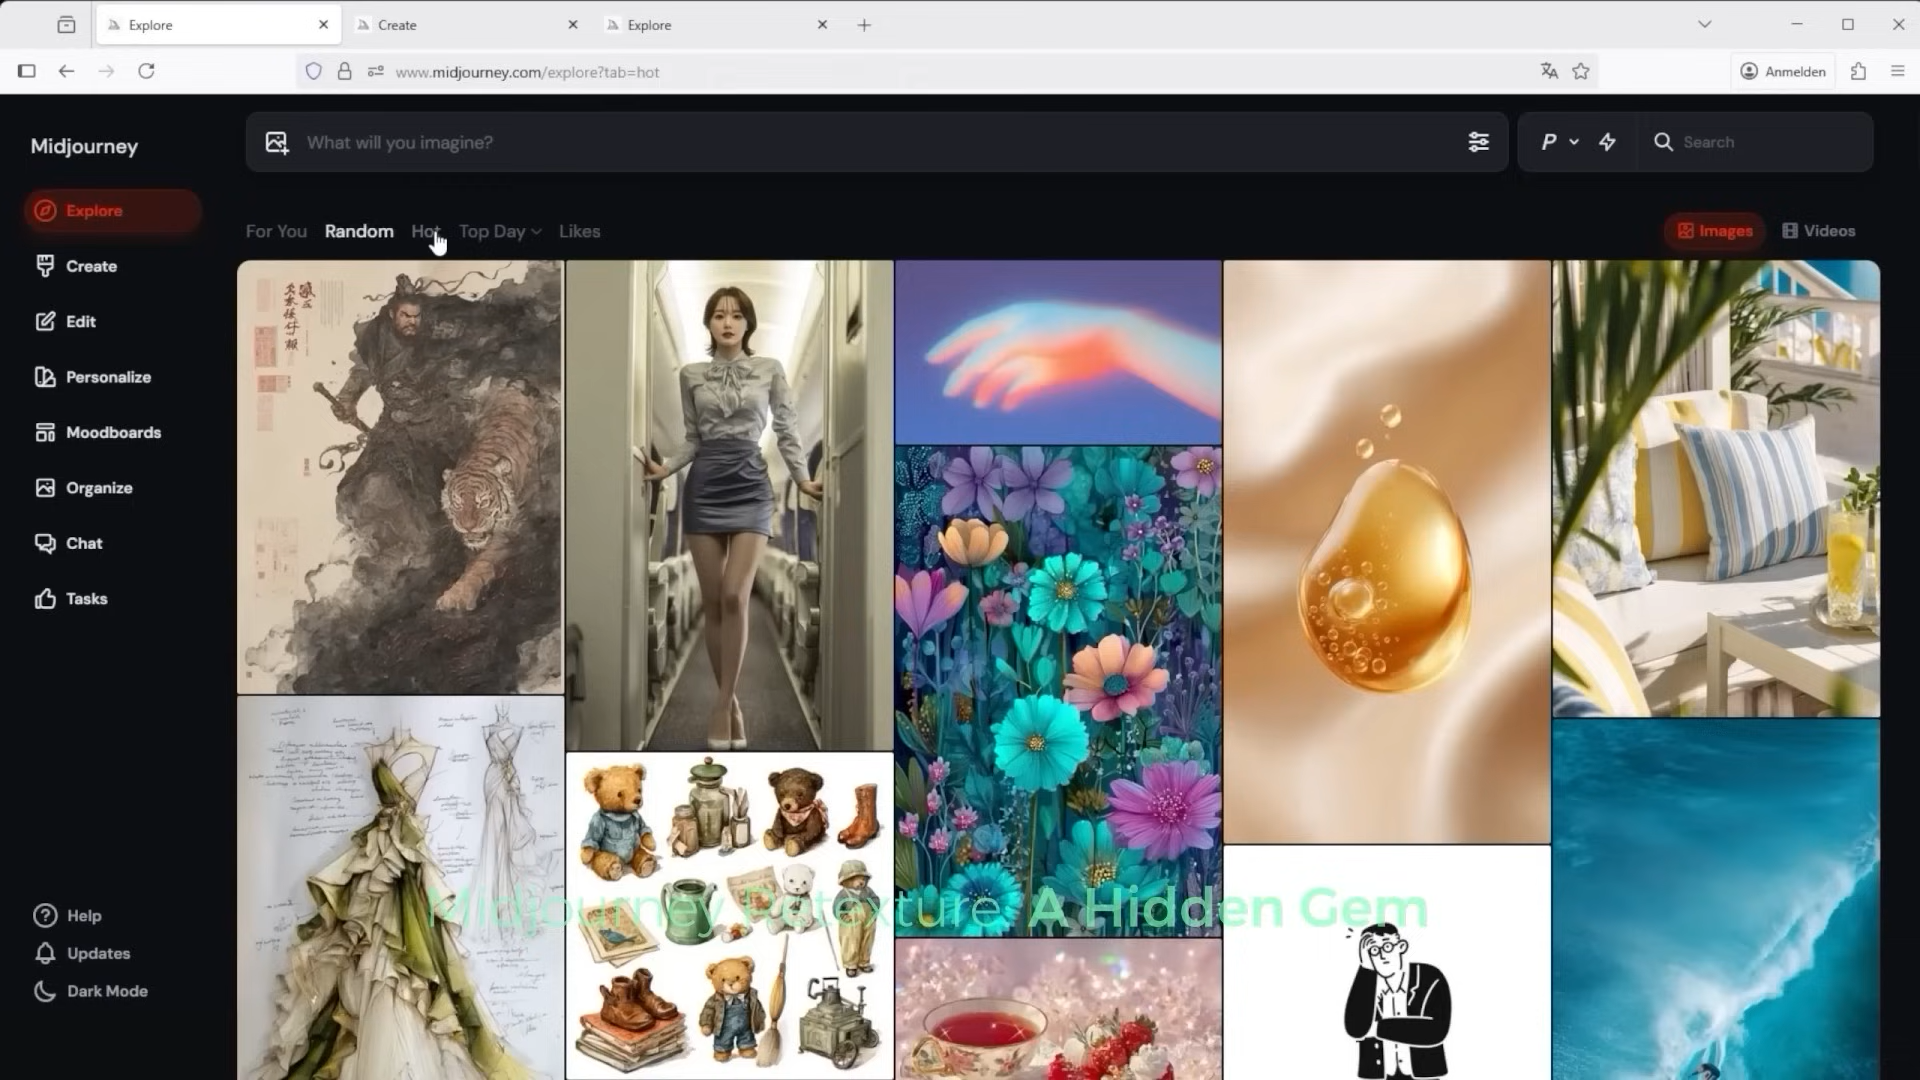 Explore
Create
Explore
www.midjourney.com/explore?tab=hot
Anmelden
Midjourney
What will you imagine?
P
Search
Explore
Create
Edit
Personalize
Moodboards
Organize
Chat
Tasks
Help
Updates
Dark Mode
For You
Random
Hot
Top Day
Likes
Images
Videos
Midjourney Retexture A Hidden Gem